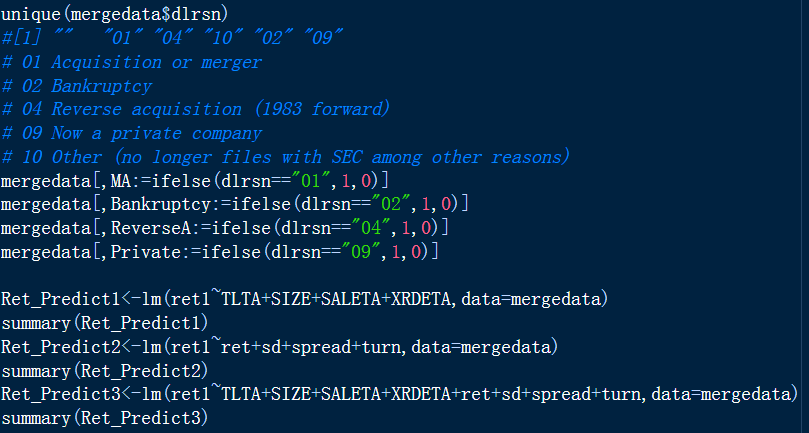 unique(mergedata$dlrsn)
#[1] ""   "01" "04" "10" "02" "09"
# 01 Acquisition or merger
# 02 Bankruptcy
# 04 Reverse acquisition (1983 forward)
# 09 Now a private company
# 10 Other (no longer files with SEC among other reasons)
mergedata[,MA:=ifelse(dlrsn=="01",1,0)]
mergedata[,Bankruptcy:=ifelse(dlrsn=="02",1,0)]
mergedata[,ReverseA:=ifelse(dlrsn=="04",1,0)]
mergedata[,Private:=ifelse(dlrsn=="09",1,0)]
Ret_Predict1<-lm(ret1~TLTA+SIZE+SALETA+XRDETA,data=mergedata)
summary(Ret_Predict1)
Ret_Predict2<-lm(ret1~ret+sd+spread+turn,data=mergedata)
summary(Ret_Predict2)
Ret_Predict3<-lm(ret1~TLTA+SIZE+SALETA+XRDETA+ret+sd+spread+turn,data=mergedata)
summary(Ret_Predict3)